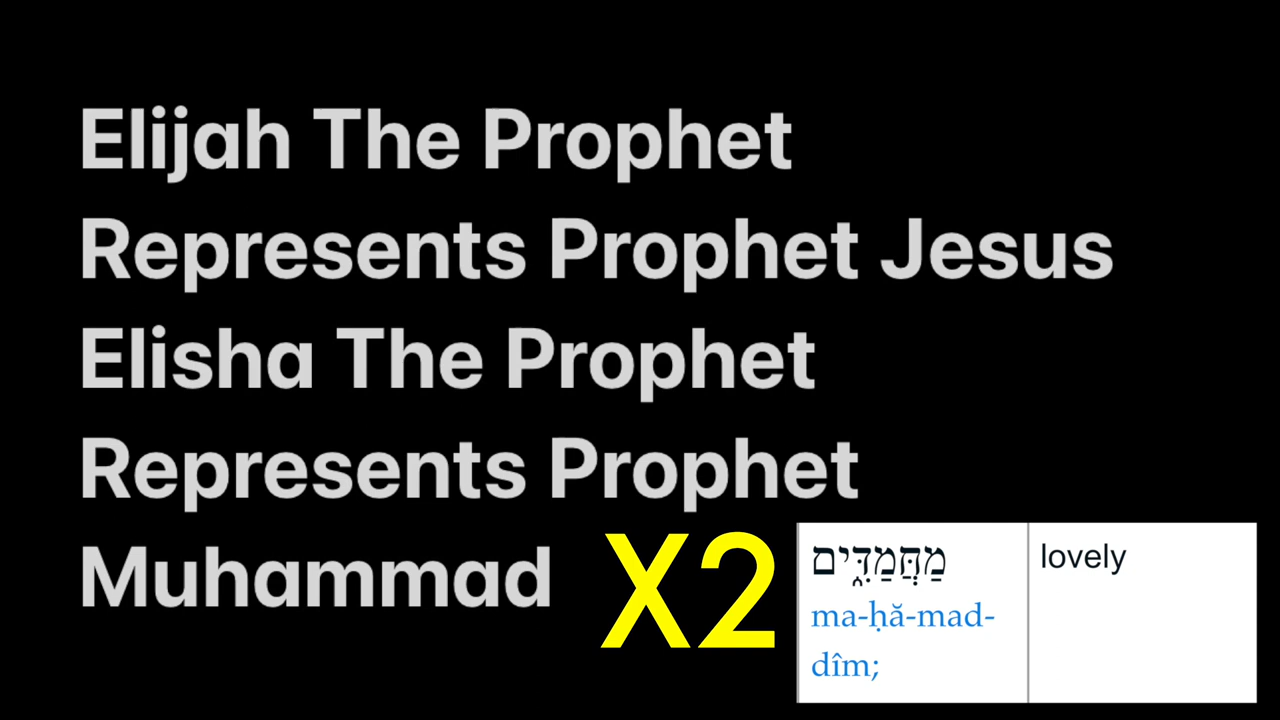 Elijah The Prophet
Represents Prophet Jesus
Elisha The Prophet
Represents Prophet
Muhammad
X2
מַחֲּמַדִּ֑ים
lovely
ma-ḥă-mad-
dîm;